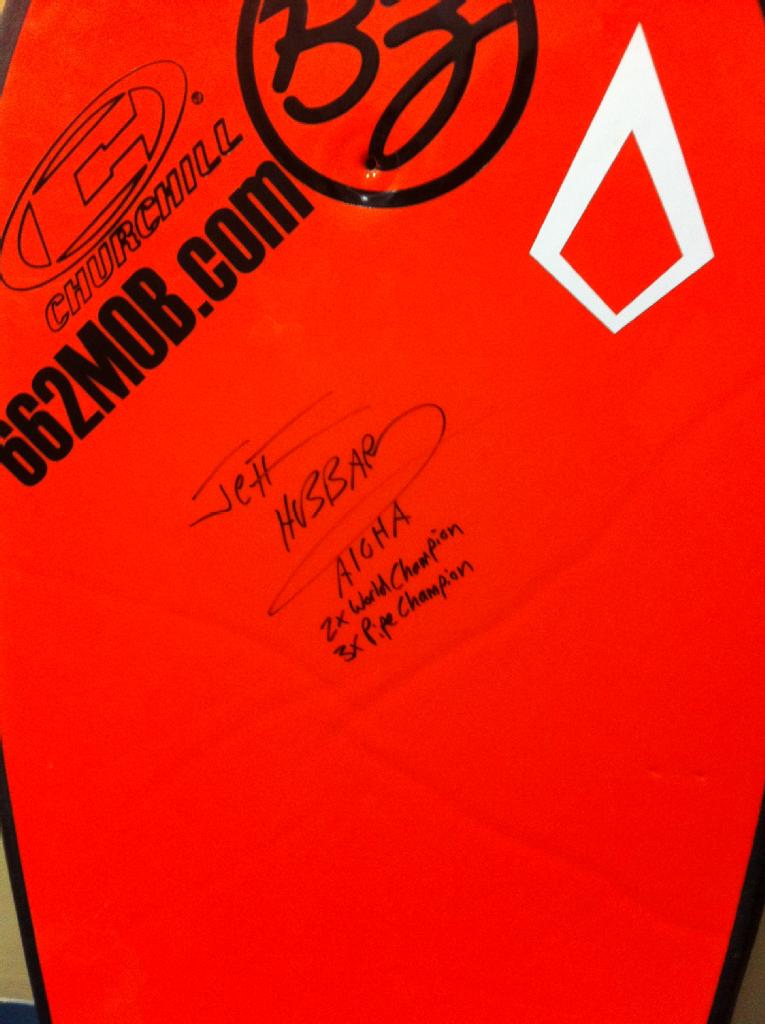 BZ
CHURCHILL®
662MOB.com
Jeff
HUBBARD
AlOHA
2x World Champion
3x Pipe Champion